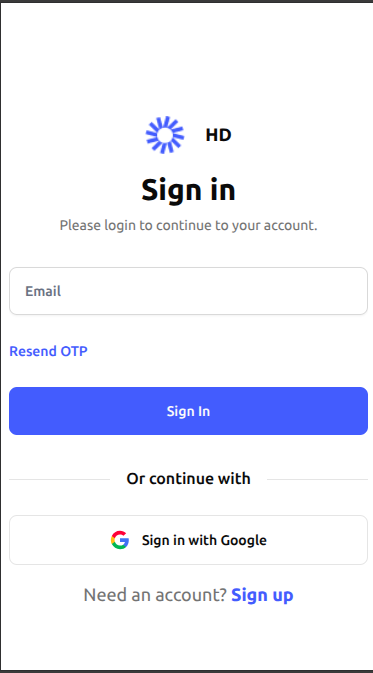 HD
Sign in
Please login to continue to your account.
Email
Resend OTP
Sign In
Or continue with
Sign in with Google
Need an account? Sign up